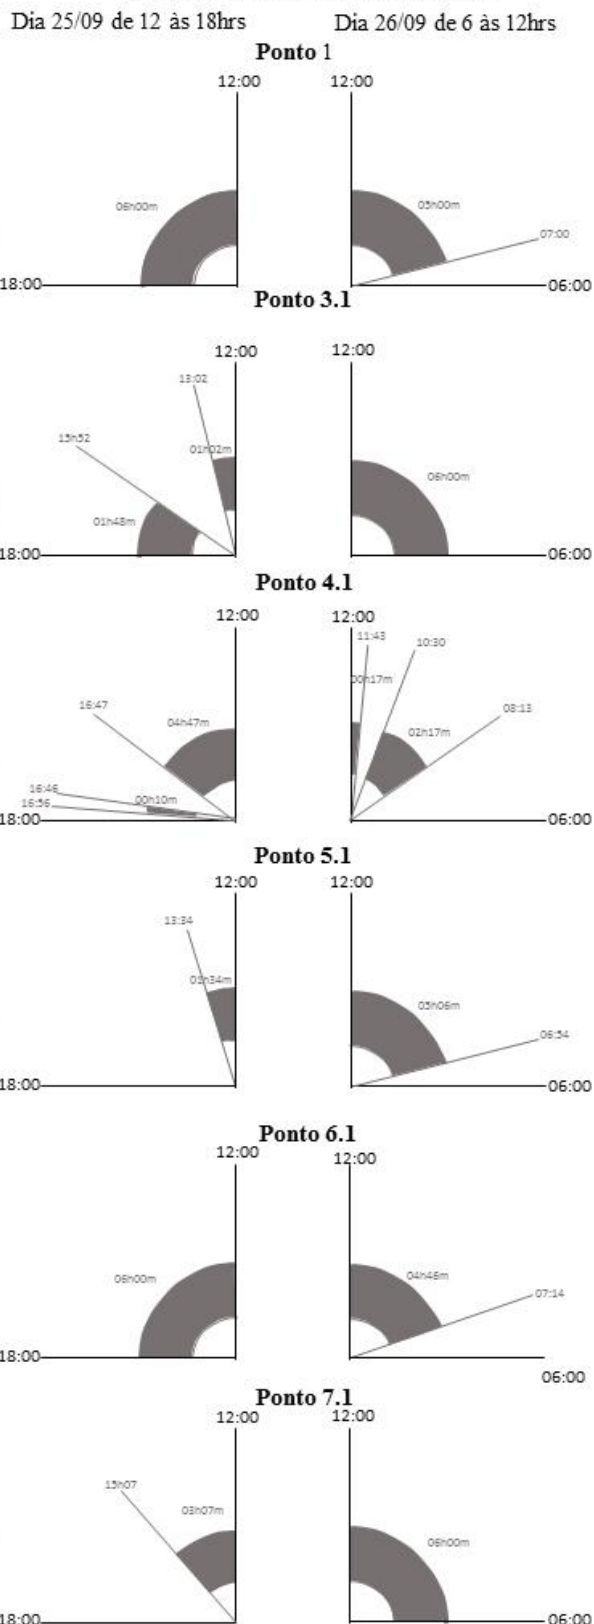 Dia 25/09 de 12 às 18hrs
Dia 26/09 de 6 às 12hrs
Ponto 1
12:00
12:00
06h00m
05h00m
07:00
18:00
06:00
Ponto 3.1
12:00
12:00
13:02
15h52
01h02m
06h00m
01h48m
18:00
06:00
Ponto 4.1
12:00
12:00
11:43
10:30
00h17m
16:47
08:13
04h47m
02h17m
16:46
16:56
00h10m
18:00
06:00
Ponto 5.1
12:00
12:00
13:34
01h34m
05h06m
06:54
18:00
06:00
Ponto 6.1
12:00
12:00
06h00m
04h46m
07:14
18:00
06:00
Ponto 7.1
12:00
12:00
15h07
03h07m
06h00m
18:00
06:00